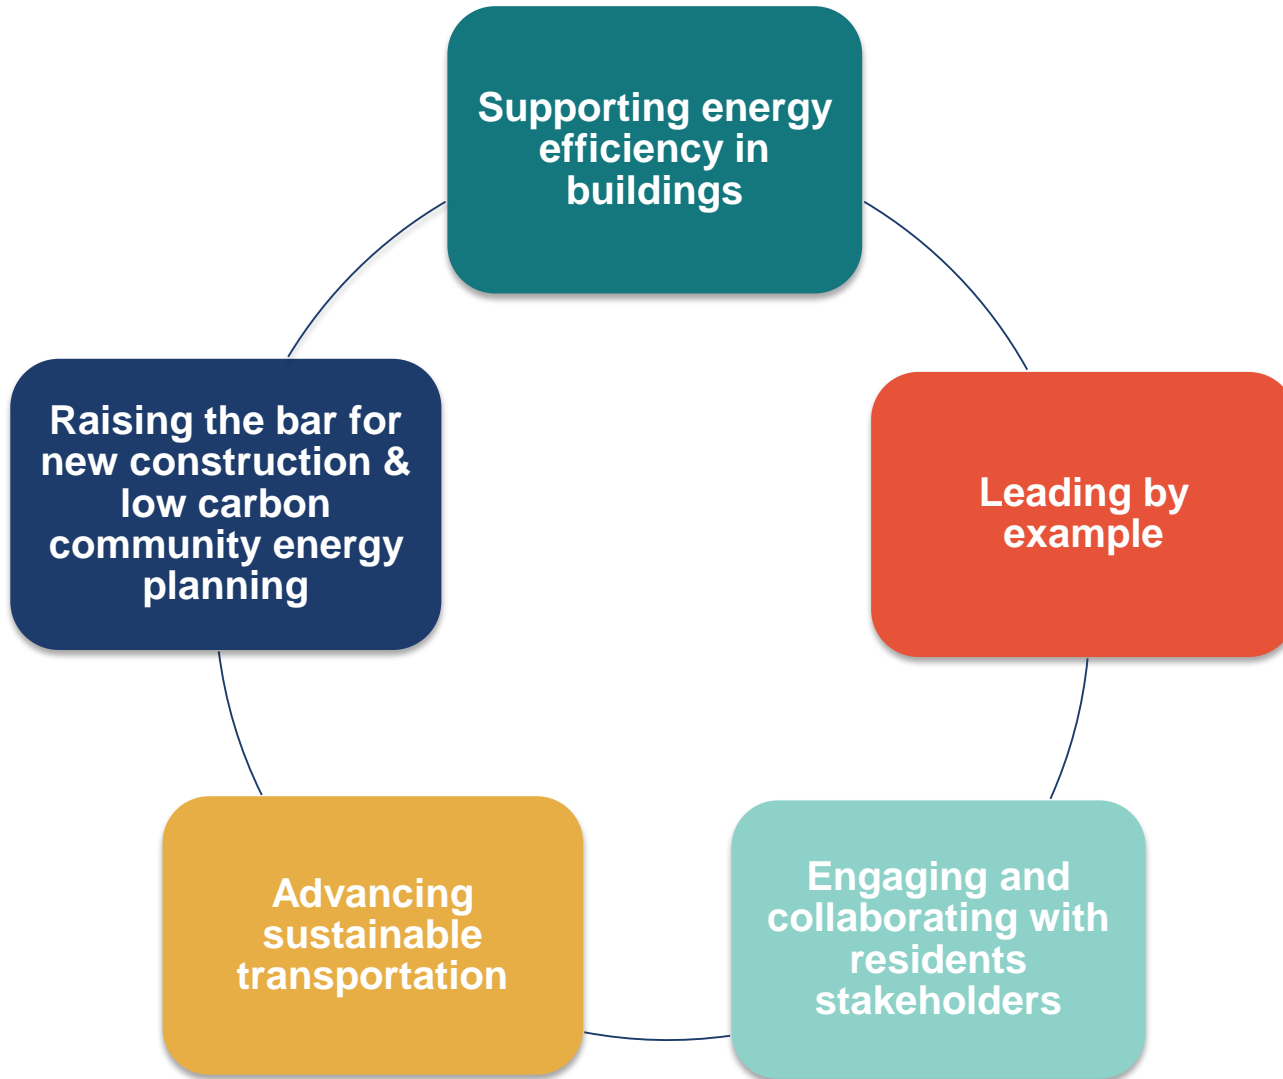 Supporting energy
efficiency in
buildings
Raising the bar for
new construction &
low carbon
community energy
planning
Leading by
example
Advancing
sustainable
transportation
Engaging and
collaborating with
residents
stakeholders